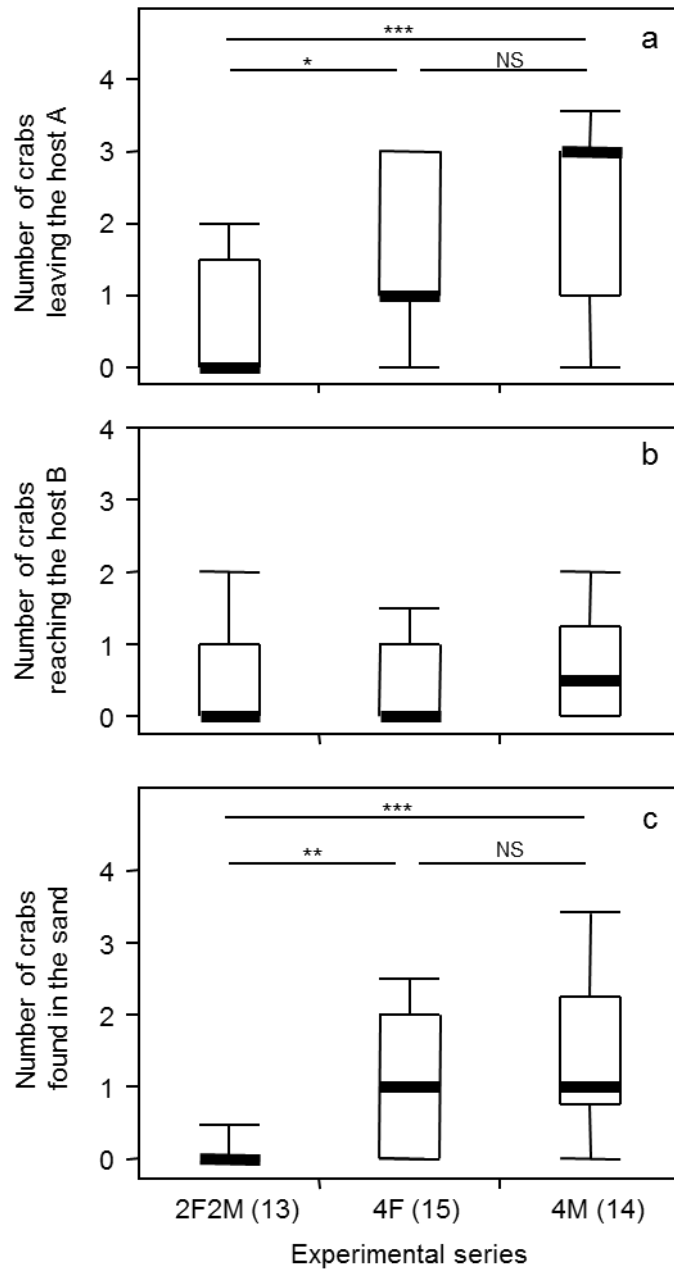 ***
a
*
NS
4
3
2
1
0
Number of crabs
leaving the host A
4
b
3
2
1
0
Number of crabs
reaching the host B
***
c
**
NS
4
3
2
1
0
Number of crabs
found in the sand
2F2M (13) 4F (15) 4M (14)
Experimental series